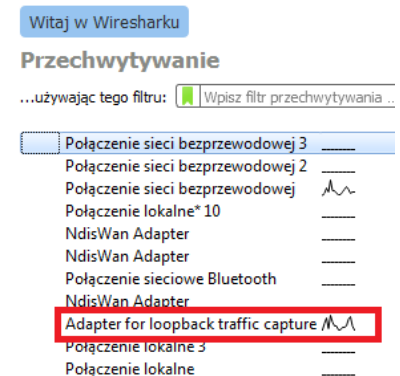 Witaj w Wiresharku
Przechwytywanie
...używając tego filtru: Wpisz filtr przechwytywania ...
Połączenie sieci bezprzewodowej 3
Połączenie sieci bezprzewodowej 2
Połączenie sieci bezprzewodowej
Połączenie lokalne* 10
NdisWan Adapter
NdisWan Adapter
Połączenie sieciowe Bluetooth
NdisWan Adapter
Adapter for loopback traffic capture
Połączenie lokalne 3
Połączenie lokalne